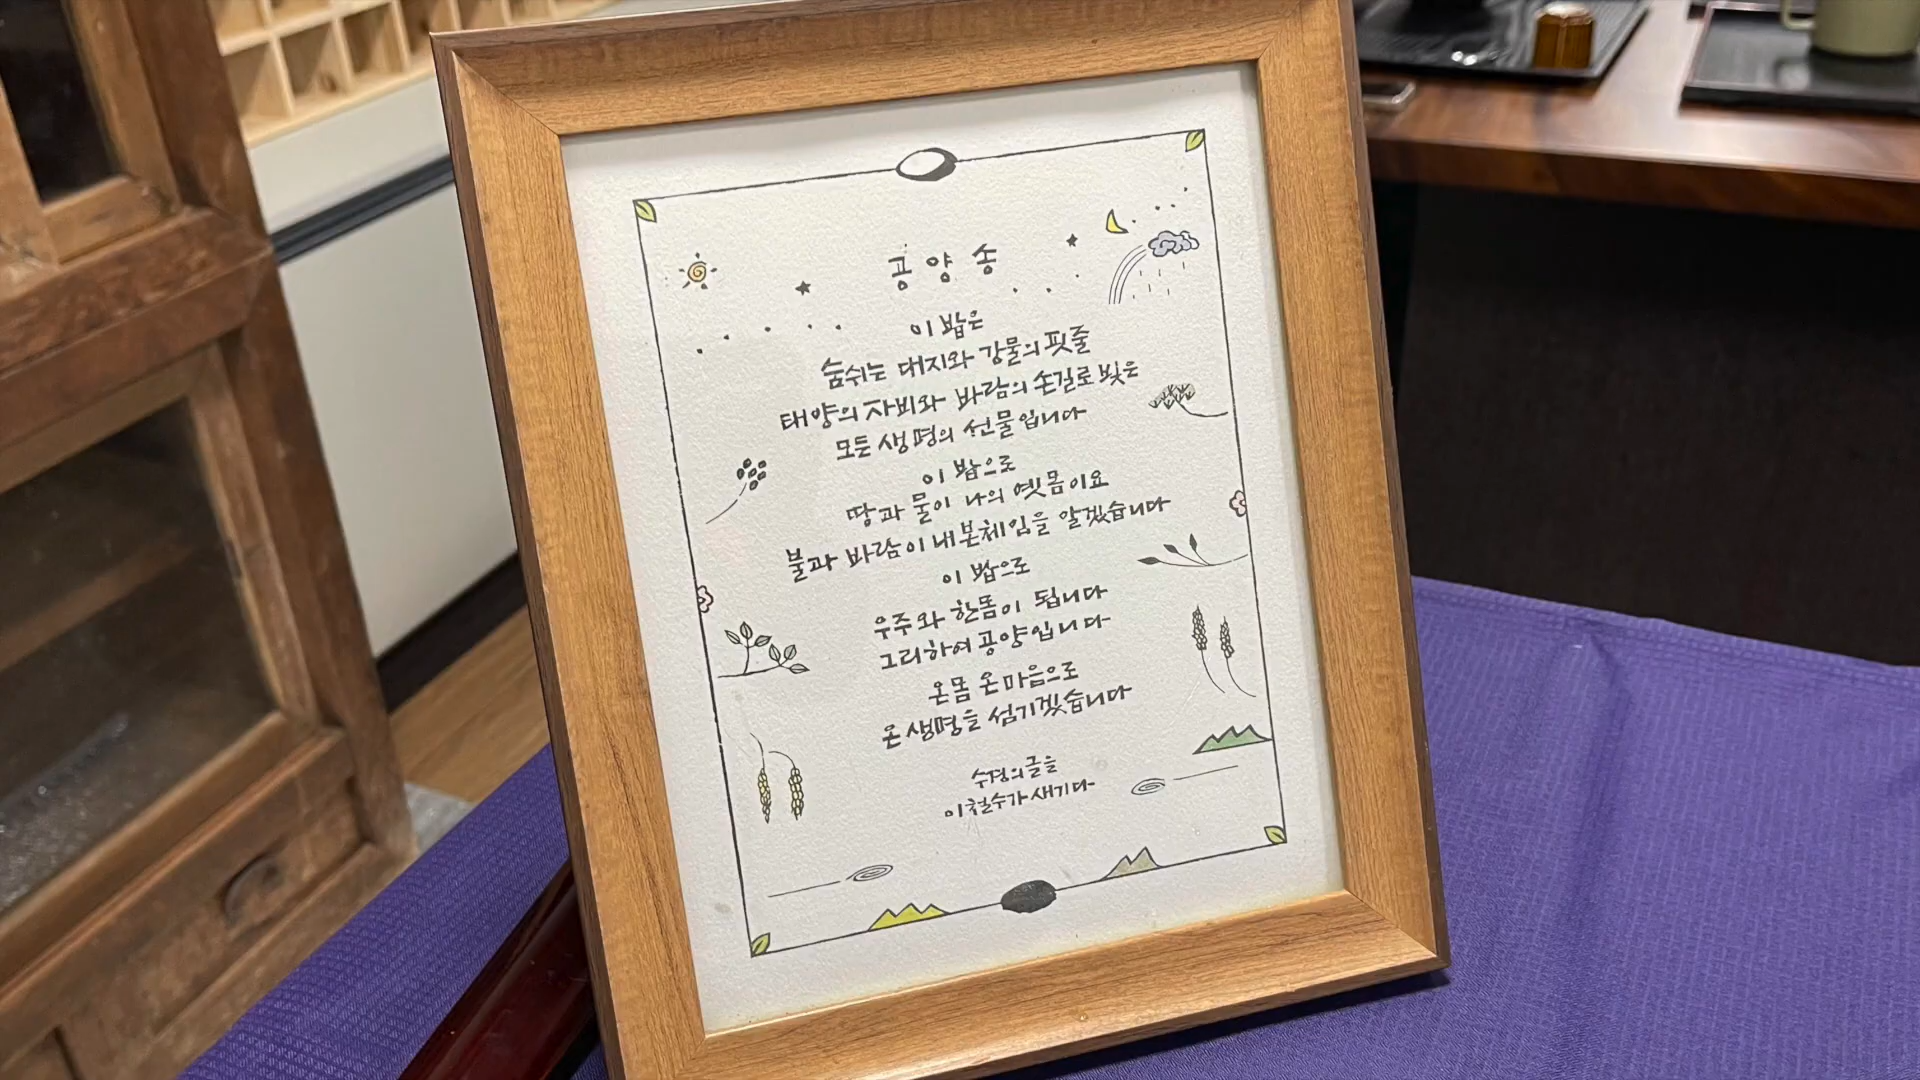 공양송
이 밥은
숨쉬는 대지와 강물의 핏줄
태양의 자비와 바람의 손길로 빚은
모든 생명의 선물입니다
이 밥으로
땅과 물이 나의 옛 몸이요
불과 바람이 내 본체임을 알겠습니다
이 밥으로
우주와 한몸이 됩니다
그리하여 공양입니다
온몸 온 마음으로
온 생명을 섬기겠습니다
수경의 글을
이철수가 새기다